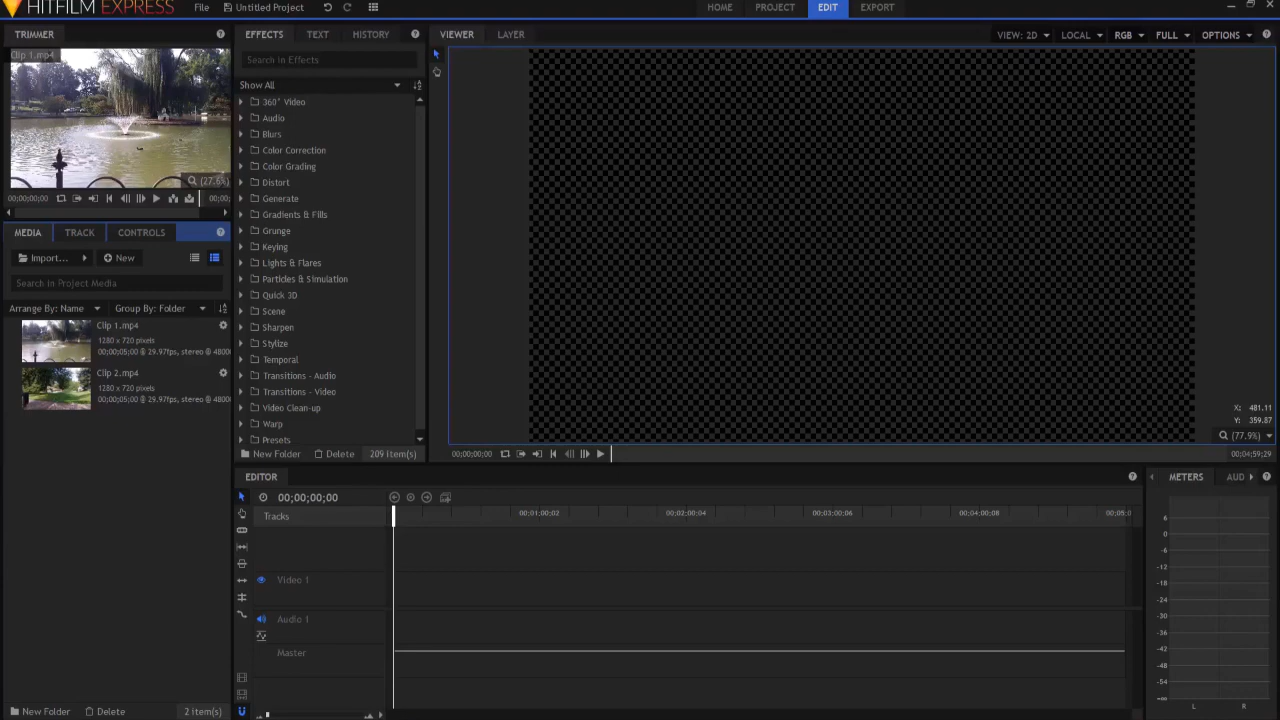 HITFILM EXPRESS
File
Untitled Project
HOME
PROJECT
EDIT
EXPORT
TRIMMER
Clip 1.mp4
(27.6%)
00;00;00;00
00;00;
MEDIA
TRACK
CONTROLS
Import...
New
Search in Project Media
Arrange By: Name
Group By: Folder
Clip 1.mp4
1280 x 720 pixels
00;00;05;00 @ 29.97fps, stereo @ 4800
Clip 2.mp4
1280 x 720 pixels
00;00;05;00 @ 29.97fps, stereo @ 4800
New Folder
Delete
2 item(s)
EFFECTS
TEXT
HISTORY
Search in Effects
Show All
360° Video
Audio
Blurs
Color Correction
Color Grading
Distort
Generate
Gradients & Fills
Grunge
Keying
Lights & Flares
Particles & Simulation
Quick 3D
Scene
Sharpen
Stylize
Temporal
Transitions - Audio
Transitions - Video
Video Clean-up
Warp
Presets
New Folder
Delete
209 item(s)
VIEWER
LAYER
VIEW: 2D
LOCAL
RGB
FULL
OPTIONS
X: 481.11
Y: 359.87
(77.9%)
00;00;00;00
00;04;59;29
EDITOR
00;00;00;00
Tracks
00;01;00;02
00;02;00;04
00;03;00;06
00;04;00;08
00;05;0
Video 1
Audio 1
Master
METERS
AUD
6
0
-6
-12
-18
-24
-30
-36
-42
-48
-54
-∞
L
R